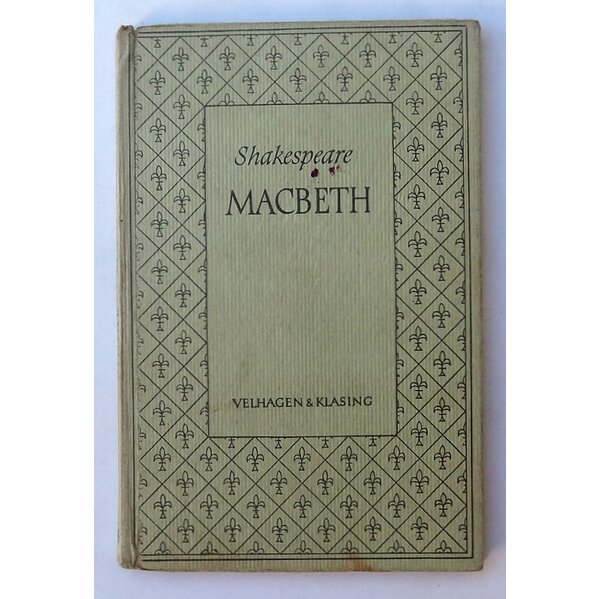 Shakespeare
MACBETH
VELHAGEN & KLASING